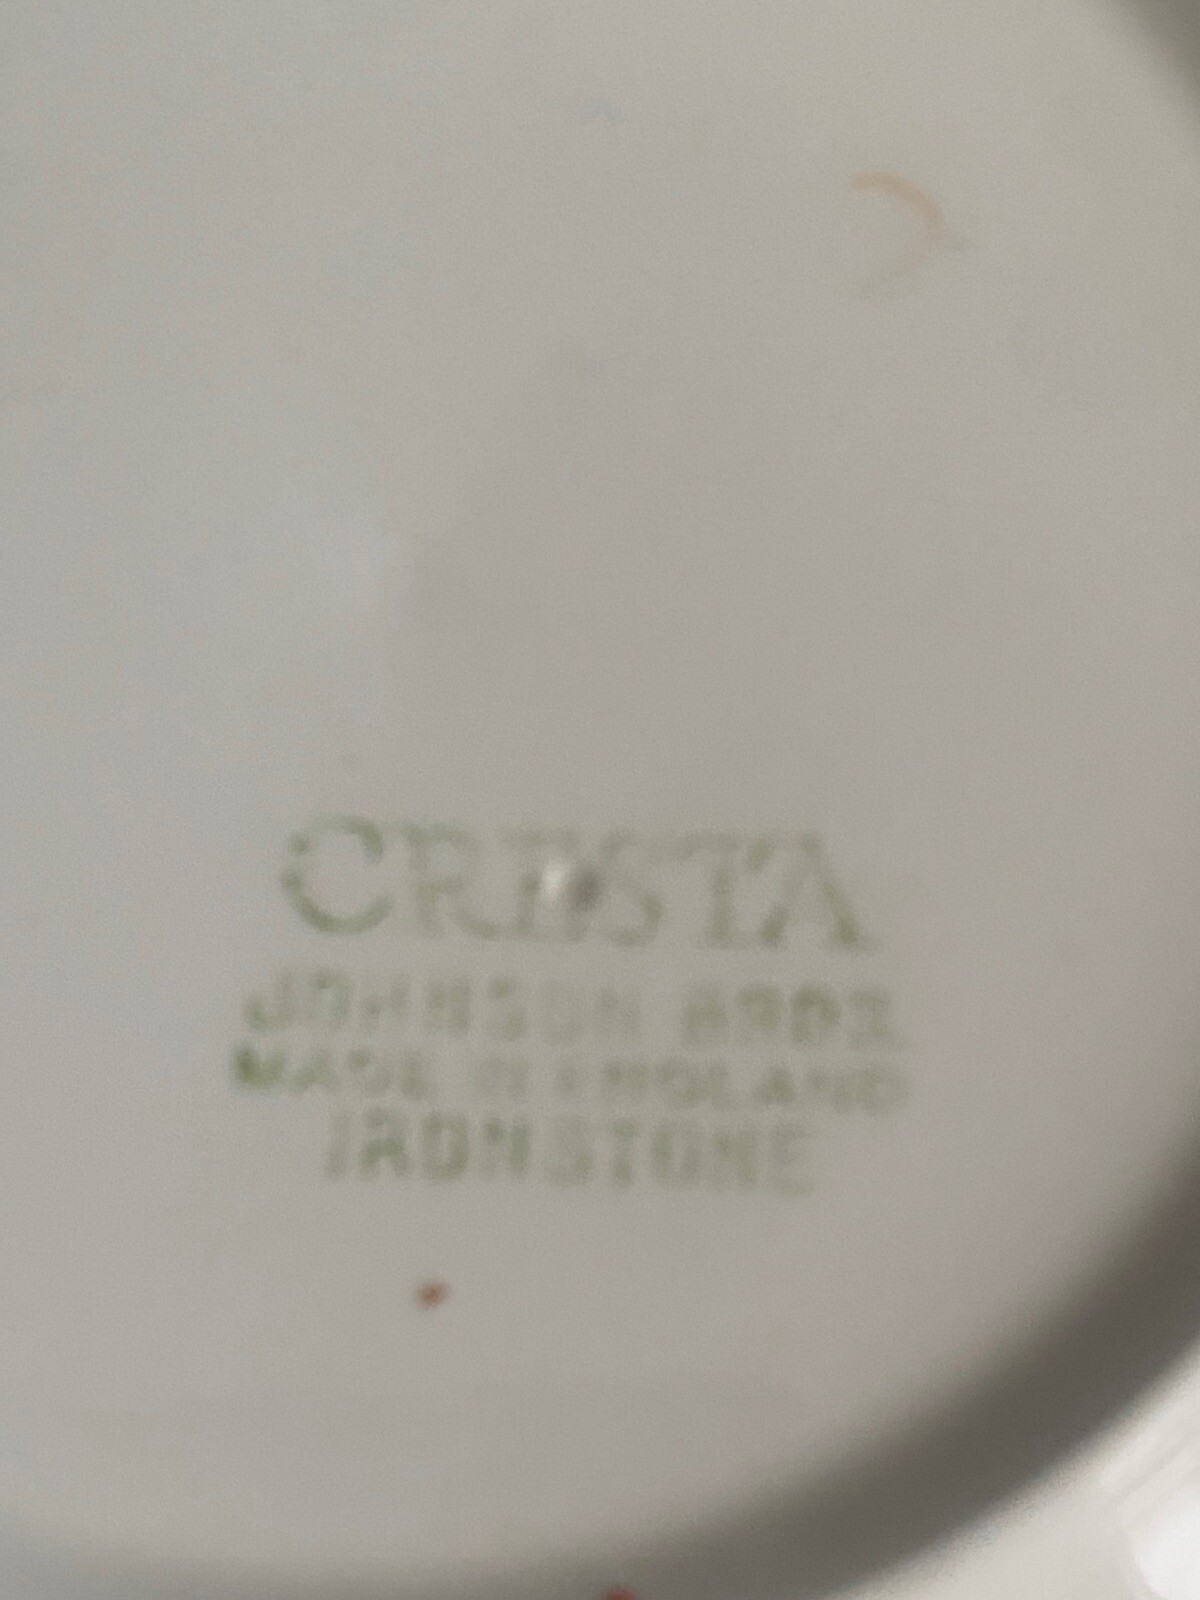 CRESTA
JOHNSON BROS
MADE IN ENGLAND
IRONSTONE